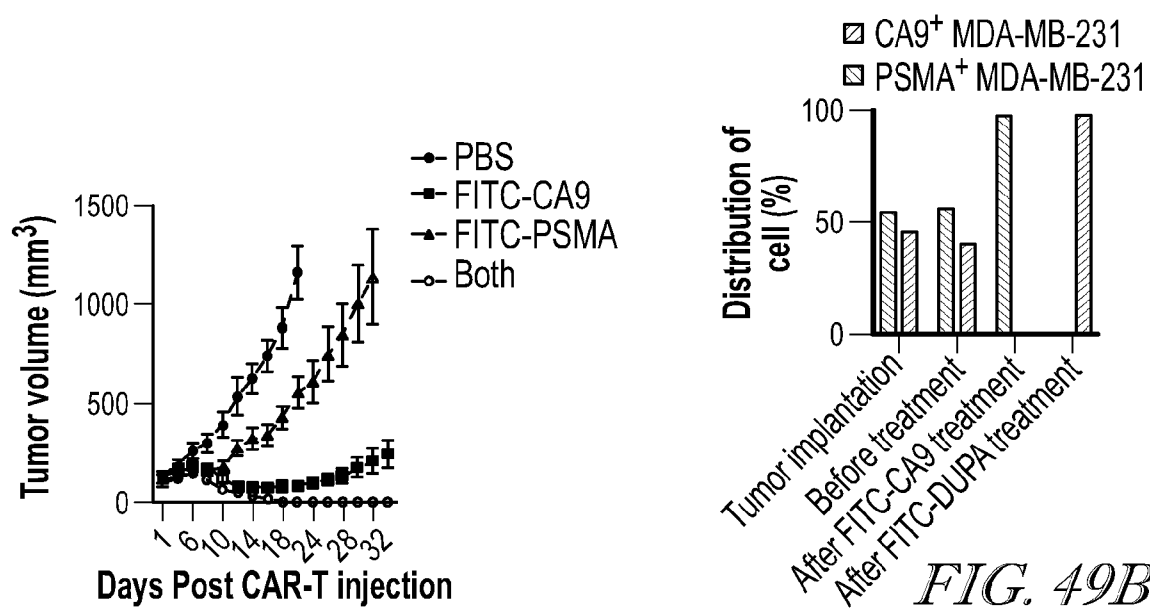 PBS
FITC-CA9
FITC-PSMA
Both
Tumor volume (mm³)
1500
1000
500
0
1
6
10
14
18
24
28
32
Days Post CAR-T injection
CA9⁺ MDA-MB-231
PSMA⁺ MDA-MB-231
Distribution of
cell (%)
100
50
0
Tumor implantation
Before treatment
After FITC-CA9 treatment
After FITC-DUPA treatment
FIG. 49B